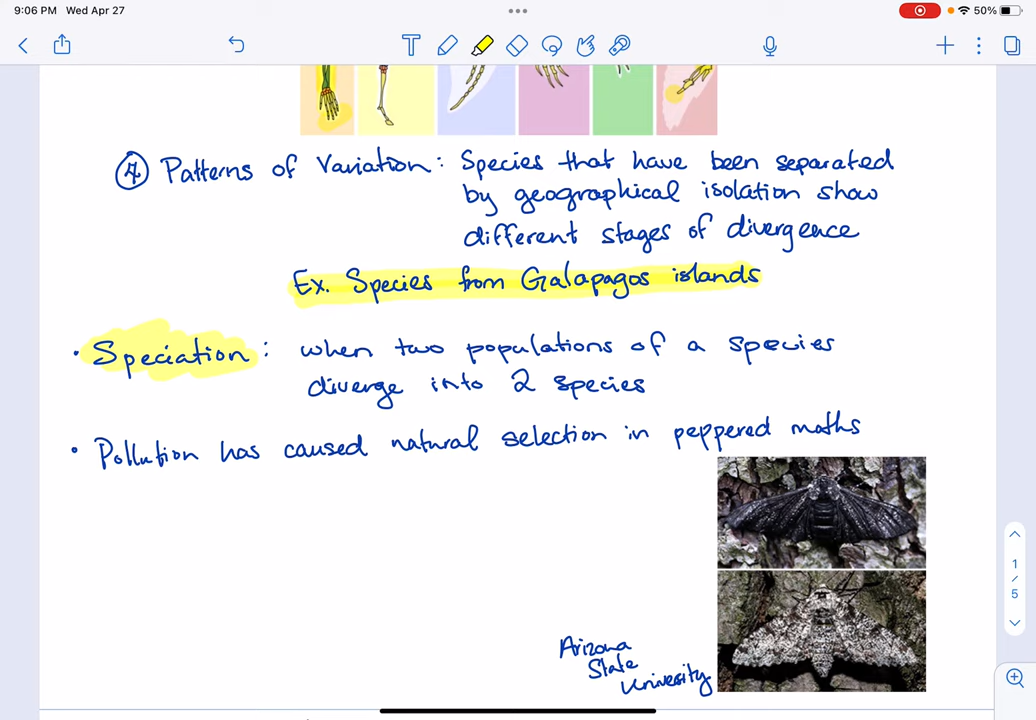 9:06 PM Wed Apr 27
50%
④ Patterns of Variation: Species that have been separated
by geographical isolation show
different stages of divergence
Ex. Species from Galapagos islands
• Speciation: when two populations of a species
diverge into 2 species
• Pollution has caused natural selection in peppered moths
Arizona
State
University
1
/
5